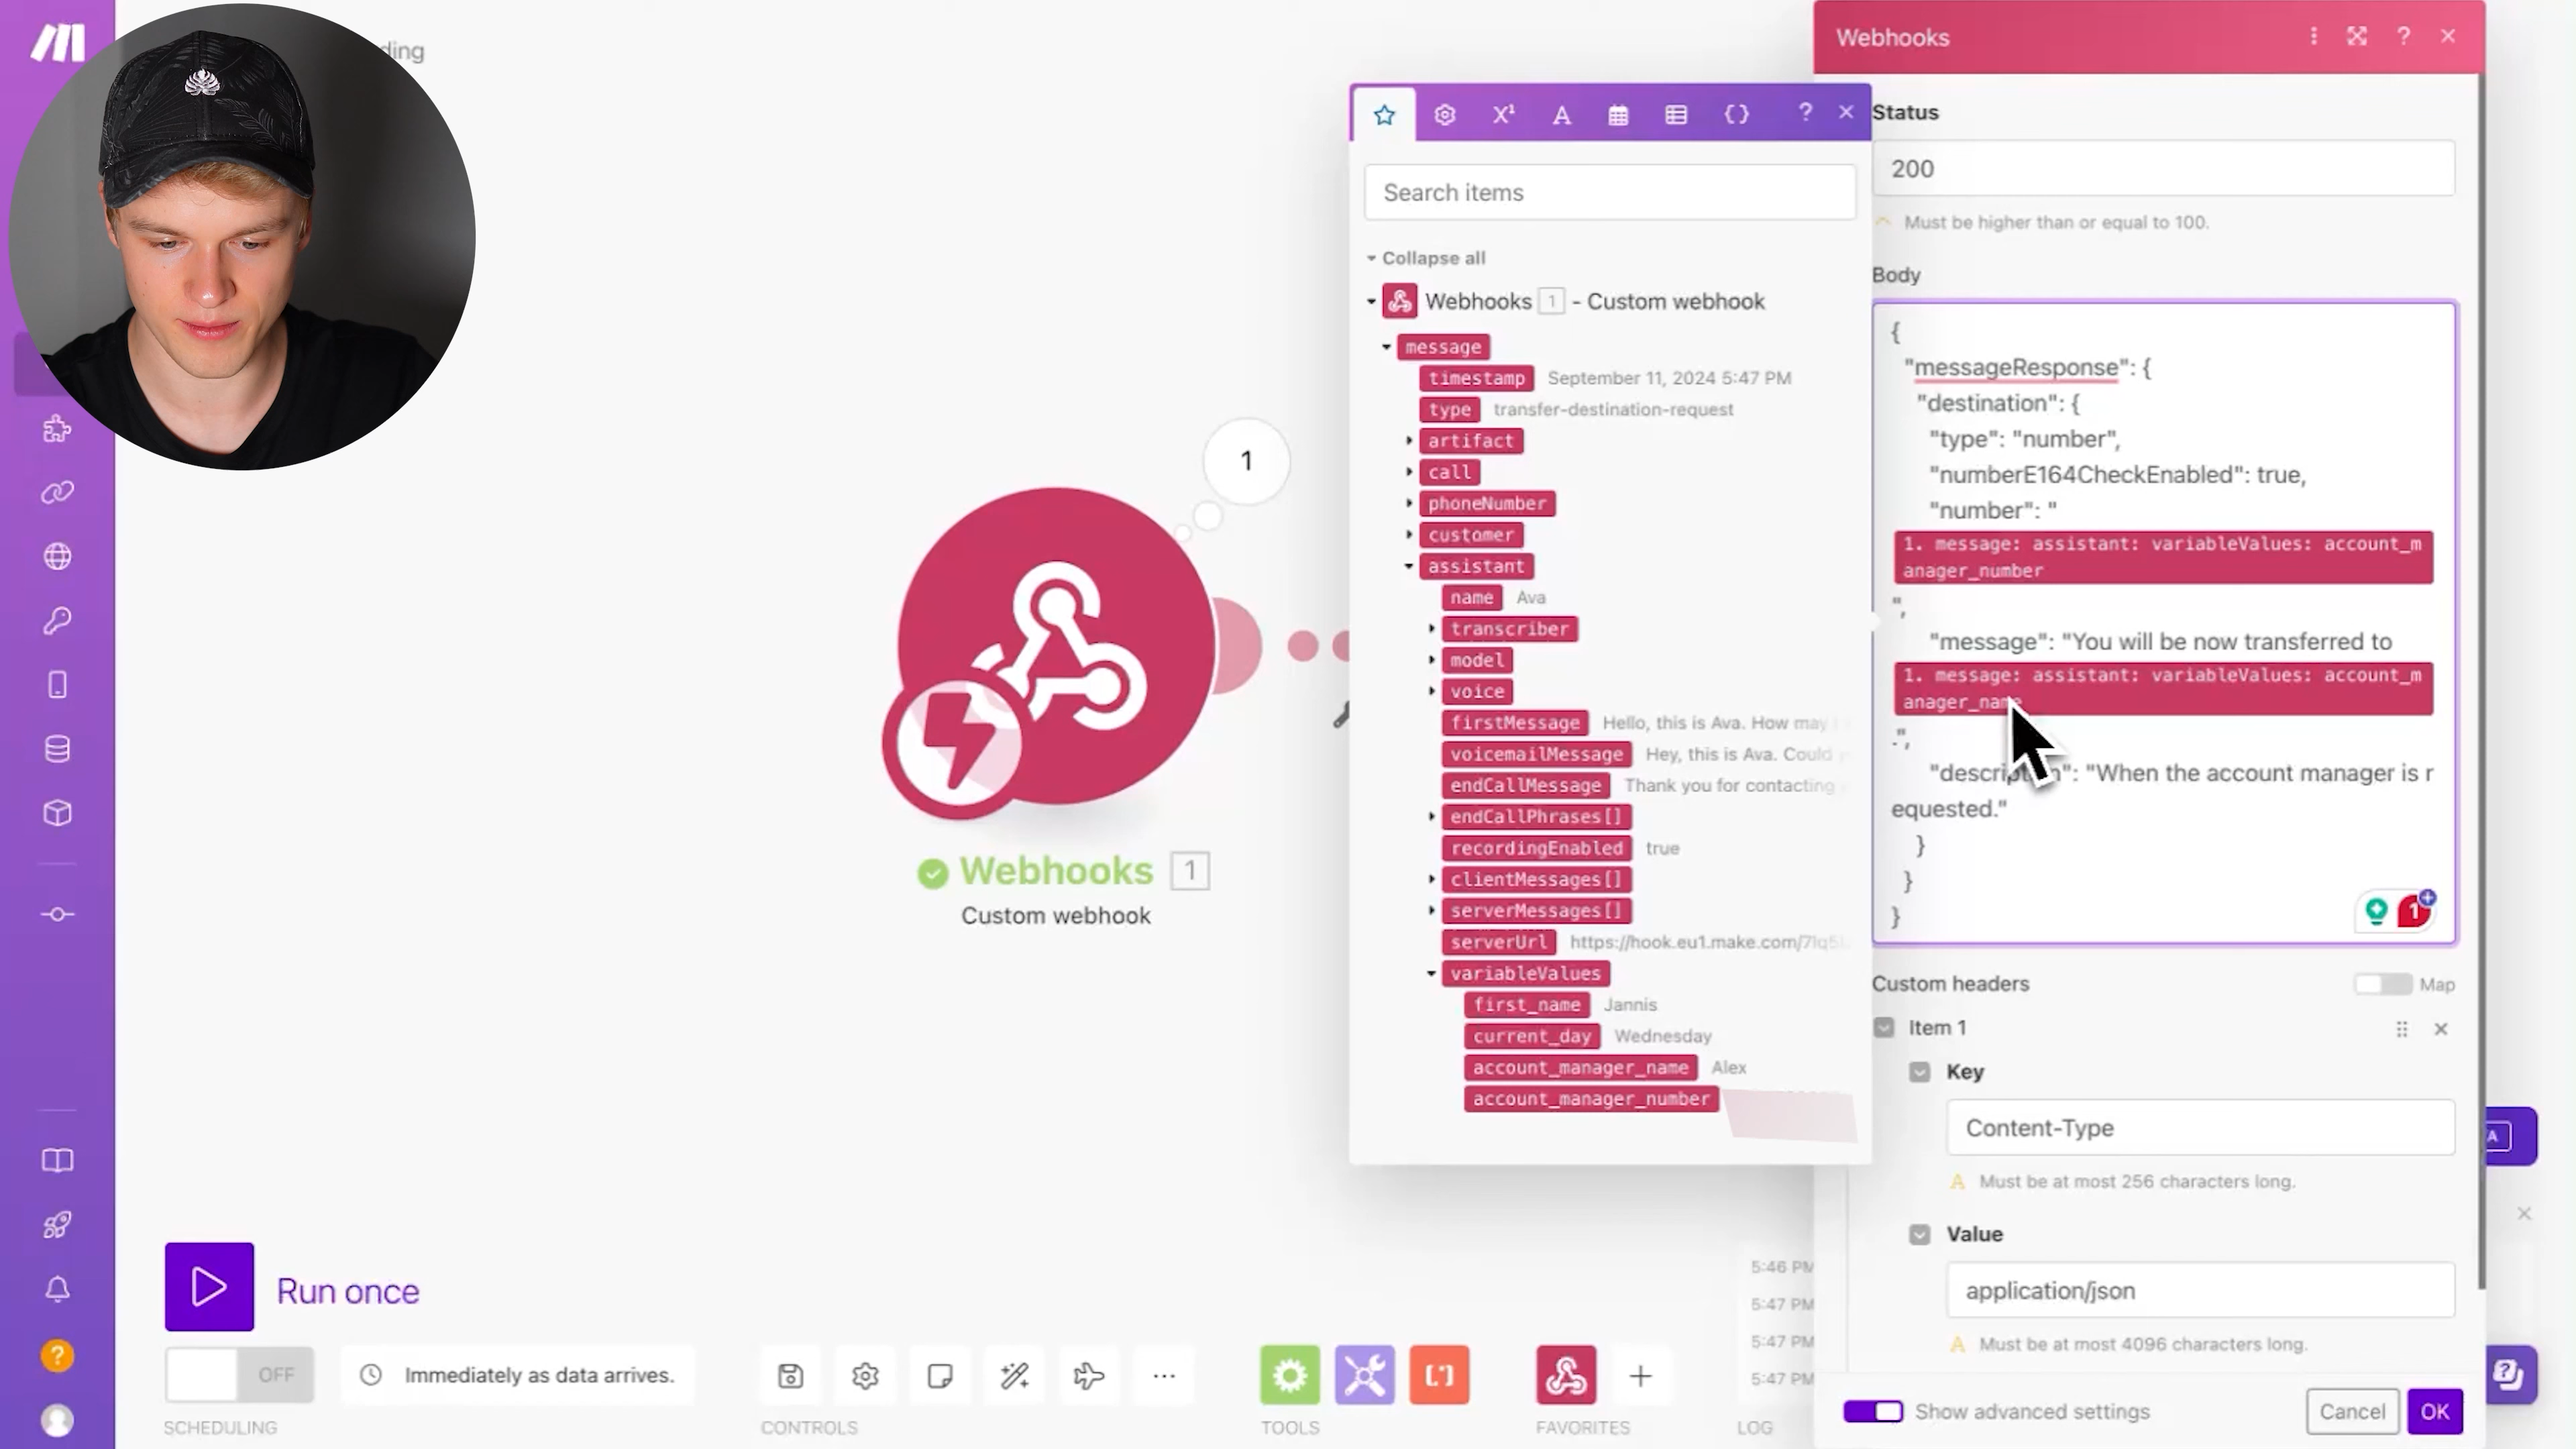 ding
Webhooks
Status
200
Must be higher than or equal to 100.
Body
{
"messageResponse": {
"destination": {
"type": "number",
"numberE164CheckEnabled": true,
"number": "
1. message: assistant: variableValues: account_m
anager_number
",
"message": "You will be now transferred to
1. message: assistant: variableValues: account_m
anager_name
.",
"description": "When the account manager is r
equested."
}
}
}
1
Custom headers
Map
Item 1
Key
Content-Type
Must be at most 256 characters long.
Value
application/json
Must be at most 4096 characters long.
Show advanced settings
Cancel
OK
Search items
Collapse all
Webhooks 1 - Custom webhook
message
timestamp September 11, 2024 5:47 PM
type transfer-destination-request
artifact
call
phoneNumber
customer
assistant
name Ava
transcriber
model
voice
firstMessage Hello, this is Ava. How may
voicemailMessage Hey, this is Ava. Could
endCallMessage Thank you for contacting
endCallPhrases[]
recordingEnabled true
clientMessages[]
serverMessages[]
serverUrl https://hook.eu1.make.com/
variableValues
first_name Jannis
current_day Wednesday
account_manager_name Alex
account_manager_number
1
Webhooks 1
Custom webhook
Run once
OFF
Immediately as data arrives.
SCHEDULING
CONTROLS
TOOLS
FAVORITES
LOG
5:46 PM
5:47 PM
5:47 PM
5:47 PM